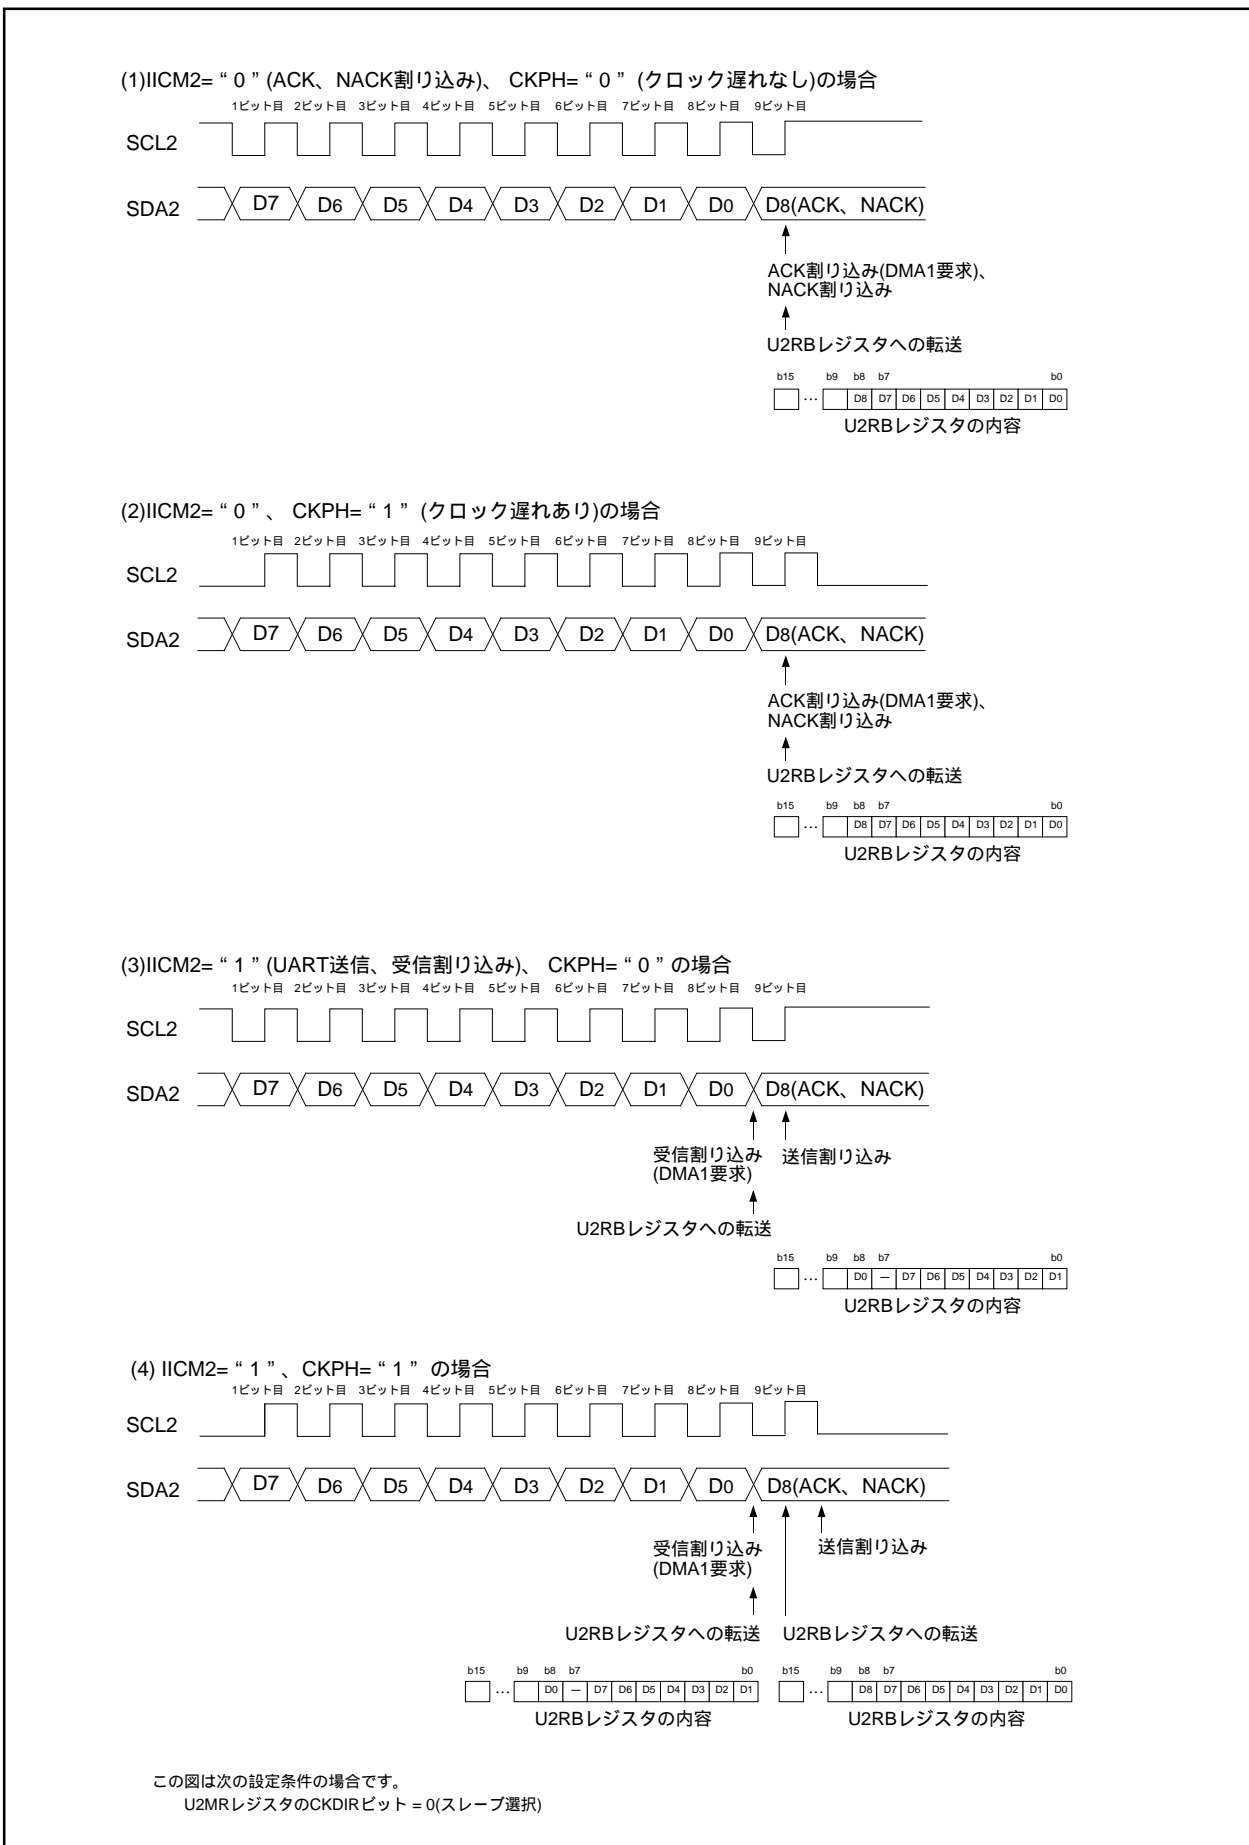 (1)IICM2= “ 0 ” (ACK、NACK割り込み)、 CKPH= “ 0 ” (クロック遅れなし)の場合
1ビット目 2ビット目 3ビット目 4ビット目 5ビット目 6ビット目 7ビット目 8ビット目 9ビット目
SCL2
SDA2 D7 D6 D5 D4 D3 D2 D1 D0 D8(ACK、NACK)
ACK割り込み(DMA1要求)、
NACK割り込み
U2RBレジスタへの転送
b15 b9 b8 b7 b0
… D8 D7 D6 D5 D4 D3 D2 D1 D0
U2RBレジスタの内容
(2)IICM2= “ 0 ” 、 CKPH= “ 1 ” (クロック遅れあり)の場合
1ビット目 2ビット目 3ビット目 4ビット目 5ビット目 6ビット目 7ビット目 8ビット目 9ビット目
SCL2
SDA2 D7 D6 D5 D4 D3 D2 D1 D0 D8(ACK、NACK)
ACK割り込み(DMA1要求)、
NACK割り込み
U2RBレジスタへの転送
b15 b9 b8 b7 b0
… D8 D7 D6 D5 D4 D3 D2 D1 D0
U2RBレジスタの内容
(3)IICM2= “ 1 ” (UART送信、受信割り込み)、 CKPH= “ 0 ” の場合
1ビット目 2ビット目 3ビット目 4ビット目 5ビット目 6ビット目 7ビット目 8ビット目 9ビット目
SCL2
SDA2 D7 D6 D5 D4 D3 D2 D1 D0 D8(ACK、NACK)
受信割り込み 送信割り込み
(DMA1要求)
U2RBレジスタへの転送
b15 b9 b8 b7 b0
… D0 — D7 D6 D5 D4 D3 D2 D1
U2RBレジスタの内容
(4) IICM2= “ 1 ” 、CKPH= “ 1 ” の場合
1ビット目 2ビット目 3ビット目 4ビット目 5ビット目 6ビット目 7ビット目 8ビット目 9ビット目
SCL2
SDA2 D7 D6 D5 D4 D3 D2 D1 D0 D8(ACK、NACK)
受信割り込み 送信割り込み
(DMA1要求)
U2RBレジスタへの転送 U2RBレジスタへの転送
b15 b9 b8 b7 b0 b15 b9 b8 b7 b0
… D0 — D7 D6 D5 D4 D3 D2 D1 … D8 D7 D6 D5 D4 D3 D2 D1 D0
U2RBレジスタの内容 U2RBレジスタの内容
この図は次の設定条件の場合です。
U2MRレジスタのCKDIRビット = 0(スレーブ選択)